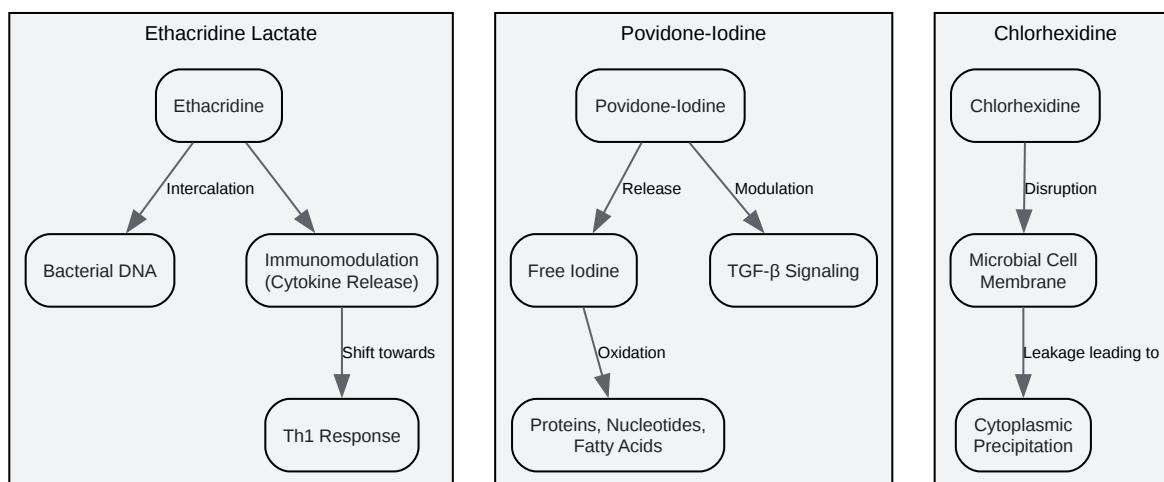 Ethacridine Lactate
Ethacridine
Intercalation
Bacterial DNA
Immunomodulation
(Cytokine Release)
Shift towards
Th1 Response
Povidone-Iodine
Povidone-Iodine
Release
Modulation
Free Iodine
TGF-β Signaling
Oxidation
Proteins, Nucleotides,
Fatty Acids
Chlorhexidine
Chlorhexidine
Disruption
Microbial Cell
Membrane
Leakage leading to
Cytoplasmic
Precipitation